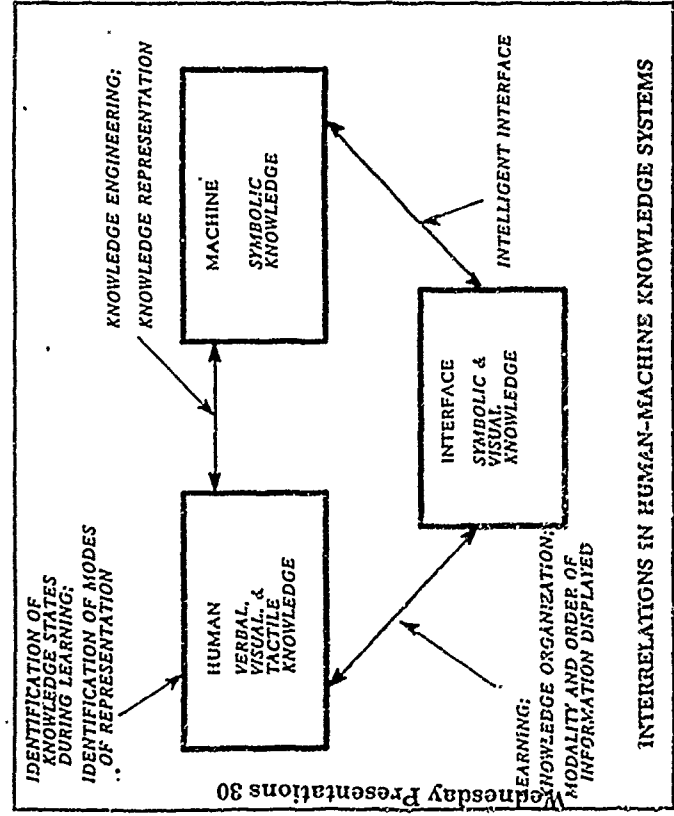 IDENTIFICATION OF
KNOWLEDGE STATES
DURING LEARNING;
IDENTIFICATION OF MODES
OF REPRESENTATION
KNOWLEDGE ENGINEERING;
KNOWLEDGE REPRESENTATION
HUMAN
VERBAL,
VISUAL, &
TACTILE
KNOWLEDGE
MACHINE
SYMBOLIC
KNOWLEDGE
INTERFACE
SYMBOLIC &
VISUAL
KNOWLEDGE
LEARNING;
KNOWLEDGE ORGANIZATION;
MODALITY AND ORDER OF
INFORMATION DISPLAYED
INTELLIGENT INTERFACE
INTERRELATIONS IN HUMAN-MACHINE KNOWLEDGE SYSTEMS
Wednesday Presentations 30